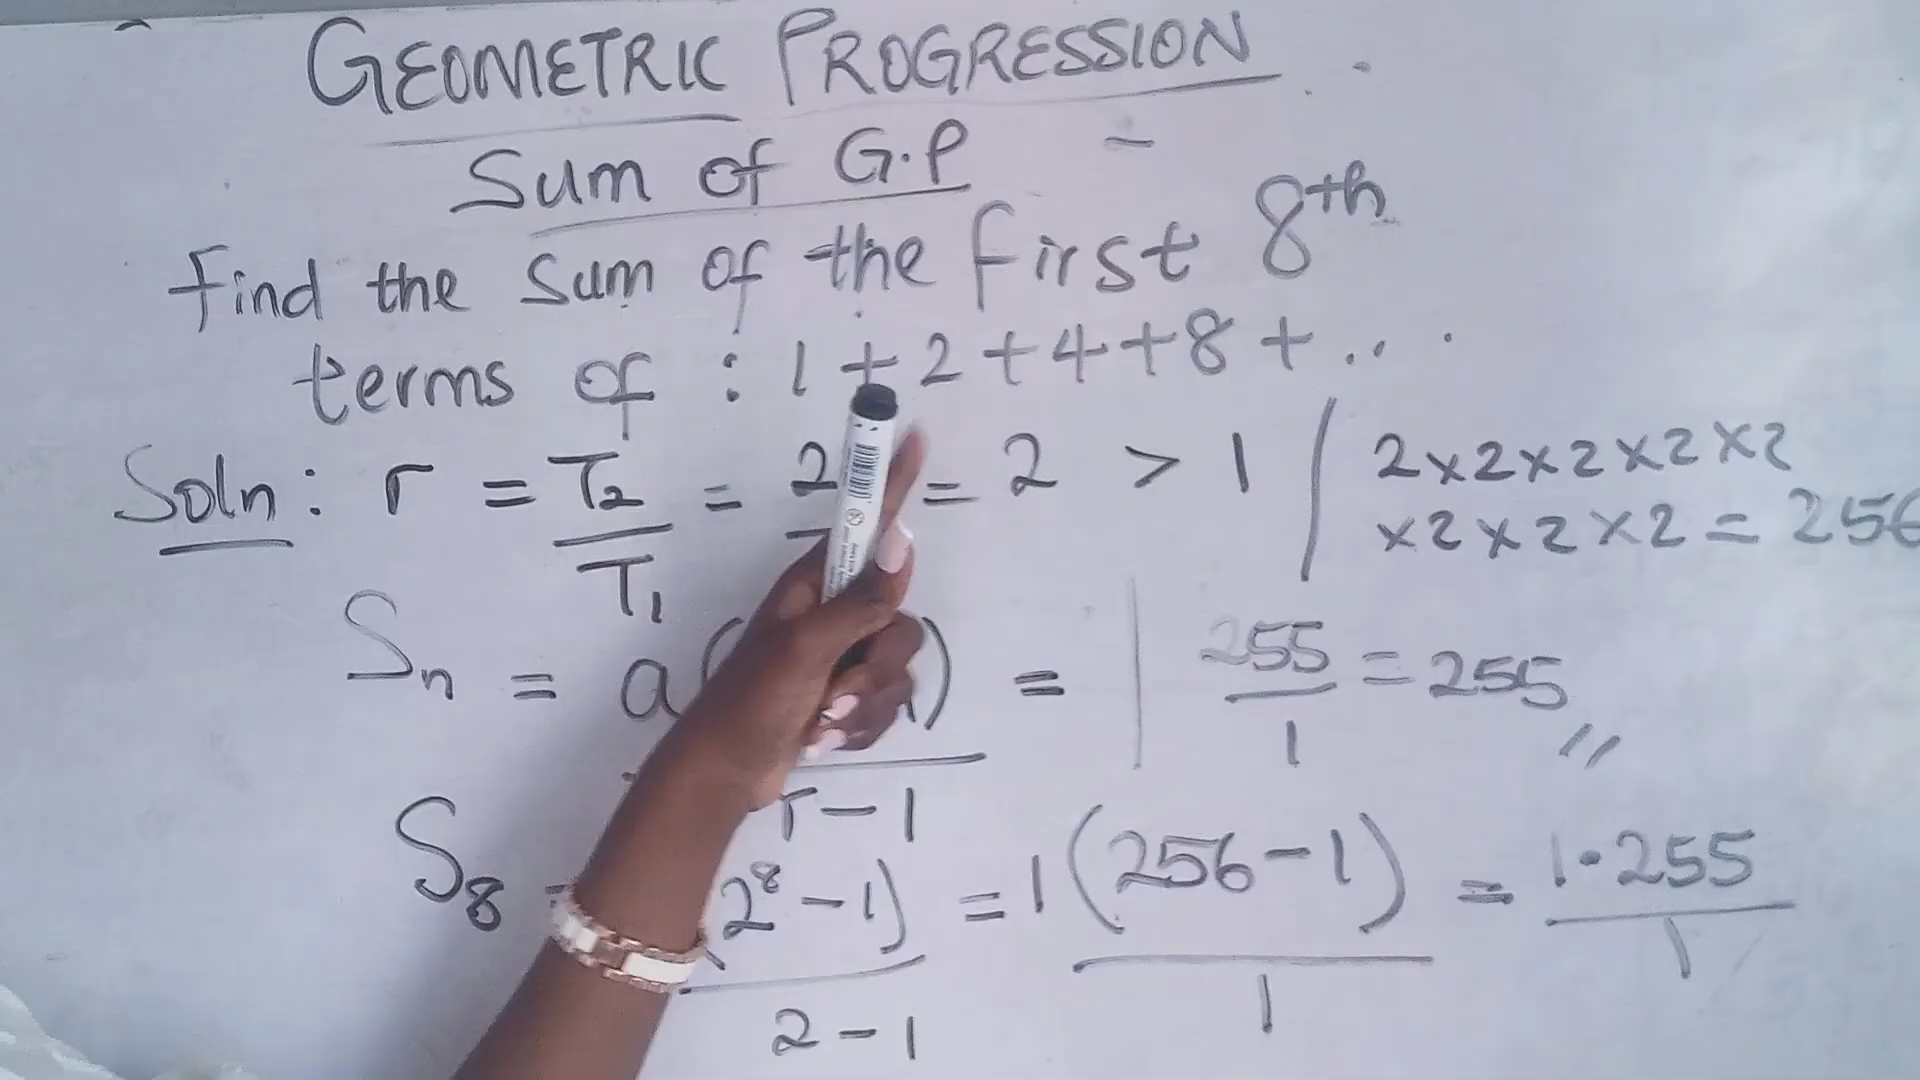 GEOMETRIC PROGRESSION
Sum of G.P
Find the sum of the first 8th
terms of : 1 + 2 + 4 + 8 + ...
Soln : r = T2/T1 = 2 = 2 > 1
2×2×2×2×2
×2×2×2 = 256
Sn = a( ) =
r-1
255/1 = 255 //
S8 = (2⁸-1)/2-1 = 1(256-1)/1 = 1·255/1